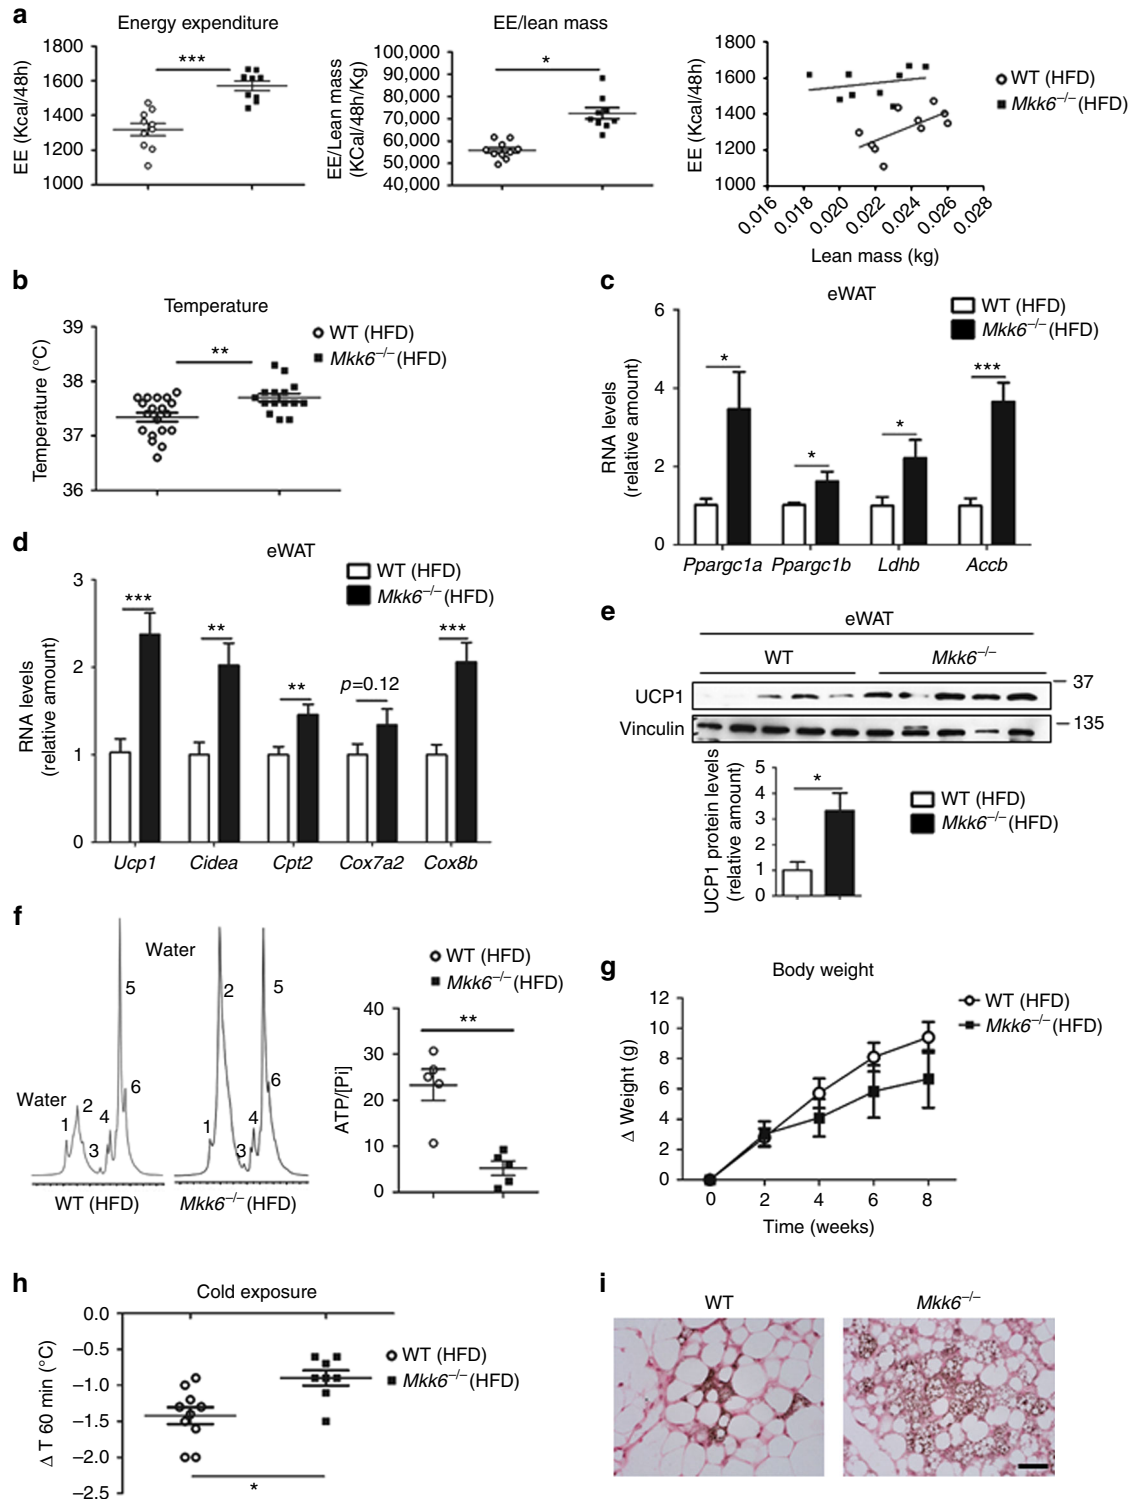 a
Energy expenditure
EE (Kcal/48h)
1800
1600
1400
1200
1000
***
EE/lean mass
EE/Lean mass
(KCal/48h/Kg)
100,000
90,000
80,000
70,000
60,000
50,000
40,000
*
EE (Kcal/48h)
1800
1600
1400
1200
1000
0.016
0.018
0.020
0.022
0.024
0.026
0.028
Lean mass (kg)
WT (HFD)
Mkk6–/– (HFD)
b
Temperature
Temperature (°C)
39
38
37
36
**
WT (HFD)
Mkk6–/– (HFD)
c
eWAT
WT (HFD)
Mkk6–/– (HFD)
RNA levels
(relative amount)
6
4
2
0
*
*
*
***
Ppargc1a Ppargc1b Ldhb Accb
d
eWAT
WT (HFD)
Mkk6–/– (HFD)
RNA levels
(relative amount)
3
2
1
0
***
**
**
p=0.12
***
Ucp1 Cidea Cpt2 Cox7a2 Cox8b
e
eWAT
WT Mkk6–/–
UCP1
37
Vinculin
135
UCP1 protein levels
(relative amount)
5
4
3
2
1
0
*
WT (HFD)
Mkk6–/– (HFD)
f
Water
1
2
3
4
5
6
WT (HFD)
Water
1
2
3
4
5
6
Mkk6–/– (HFD)
WT (HFD)
Mkk6–/– (HFD)
ATP/[Pi]
40
30
20
10
0
**
g
Body weight
Δ Weight (g)
12
10
8
6
4
2
0
0 2 4 6 8
Time (weeks)
WT (HFD)
Mkk6–/– (HFD)
h
Cold exposure
Δ T 60 min (°C)
0.0
–0.5
–1.0
–1.5
–2.0
–2.5
*
WT (HFD)
Mkk6–/– (HFD)
i
WT
Mkk6–/–